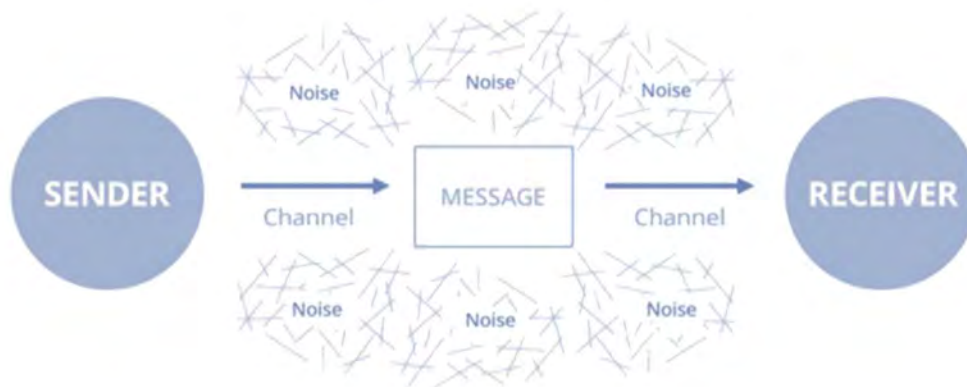 Noise
Noise
Noise
SENDER
Channel
MESSAGE
Channel
RECEIVER
Noise
Noise
Noise